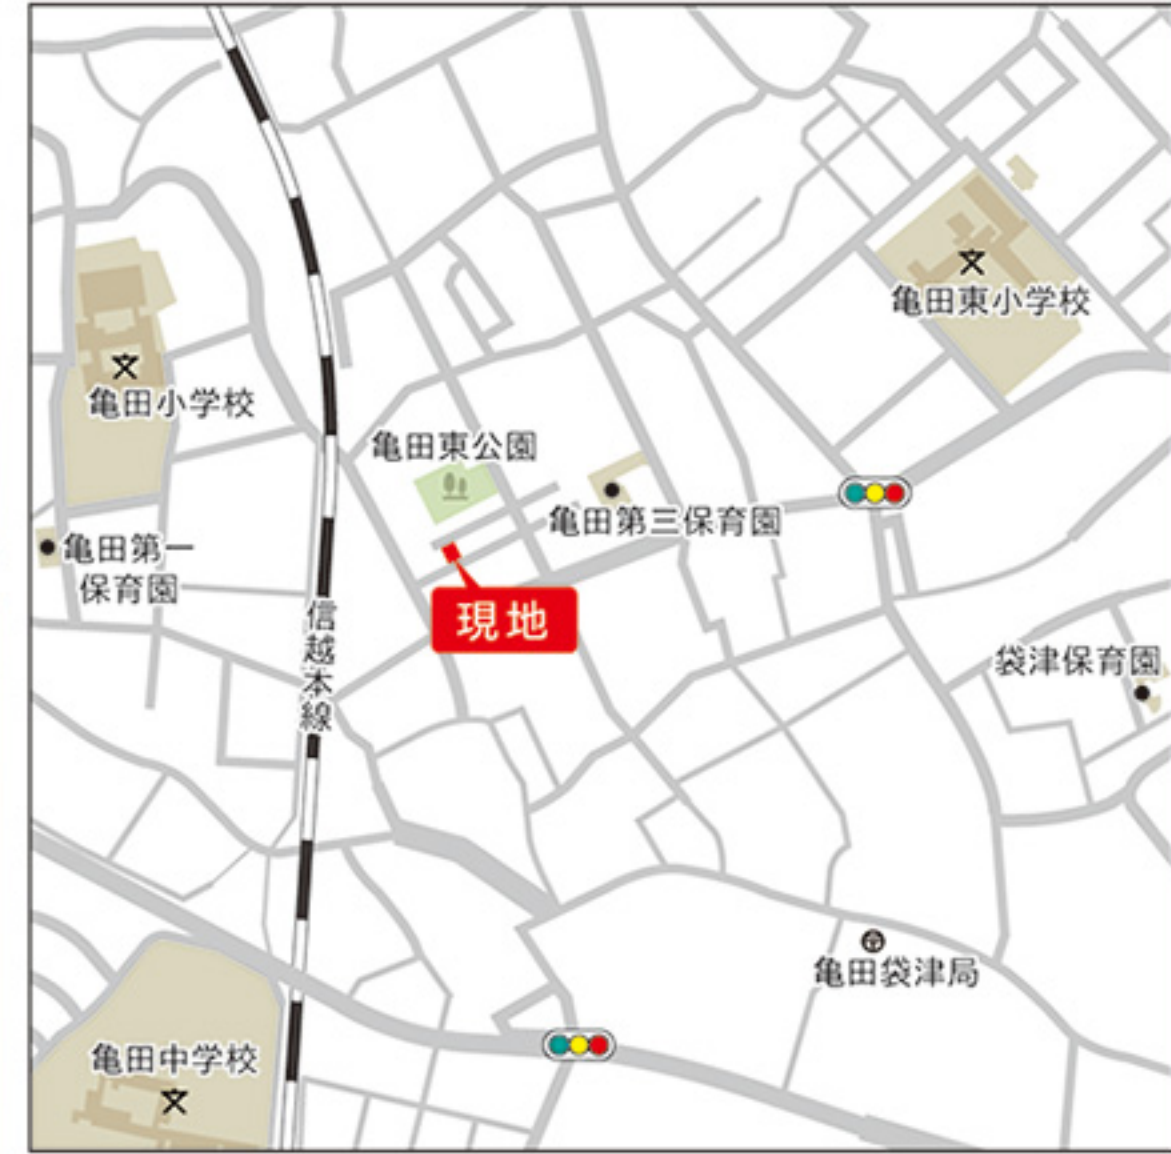 亀田東小学校
亀田小学校
亀田東公園
亀田第三保育園
亀田第一
保育園
現地
信越本線
袋津保育園
亀田袋津局
亀田中学校